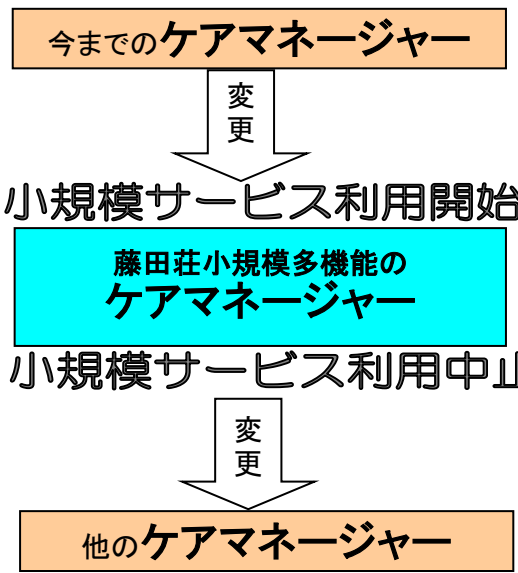 今までのケアマネージャー
変
更
小規模サービス利用開始
藤田荘小規模多機能の
ケアマネージャー
小規模サービス利用中止
変
更
他のケアマネージャー